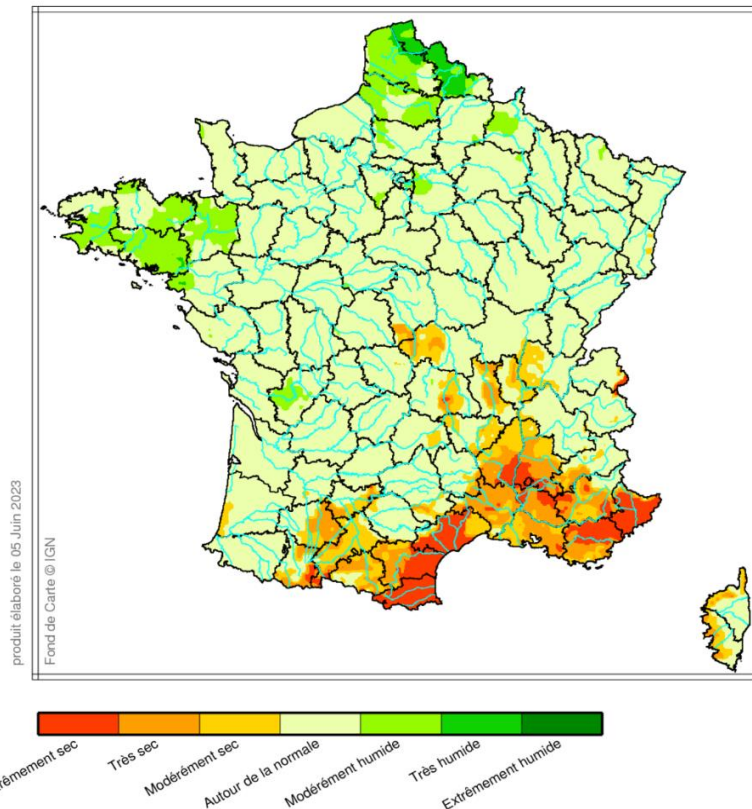 produit élaboré le 05 Juin 2023
Fond de Carte © IGN
trêmement sec
Très sec
Modérément sec
Autour de la normale
Modérément humide
Très humide
Extrêmement humide